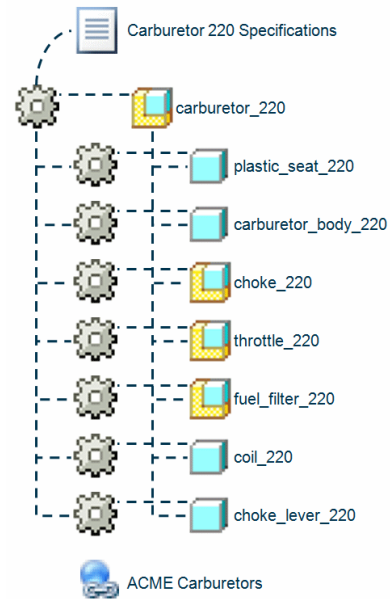 Carburetor 220 Specifications
carburetor_220
plastic_seat_220
carburetor_body_220
choke_220
throttle_220
fuel_filter_220
coil_220
choke_lever_220
ACME Carburetors